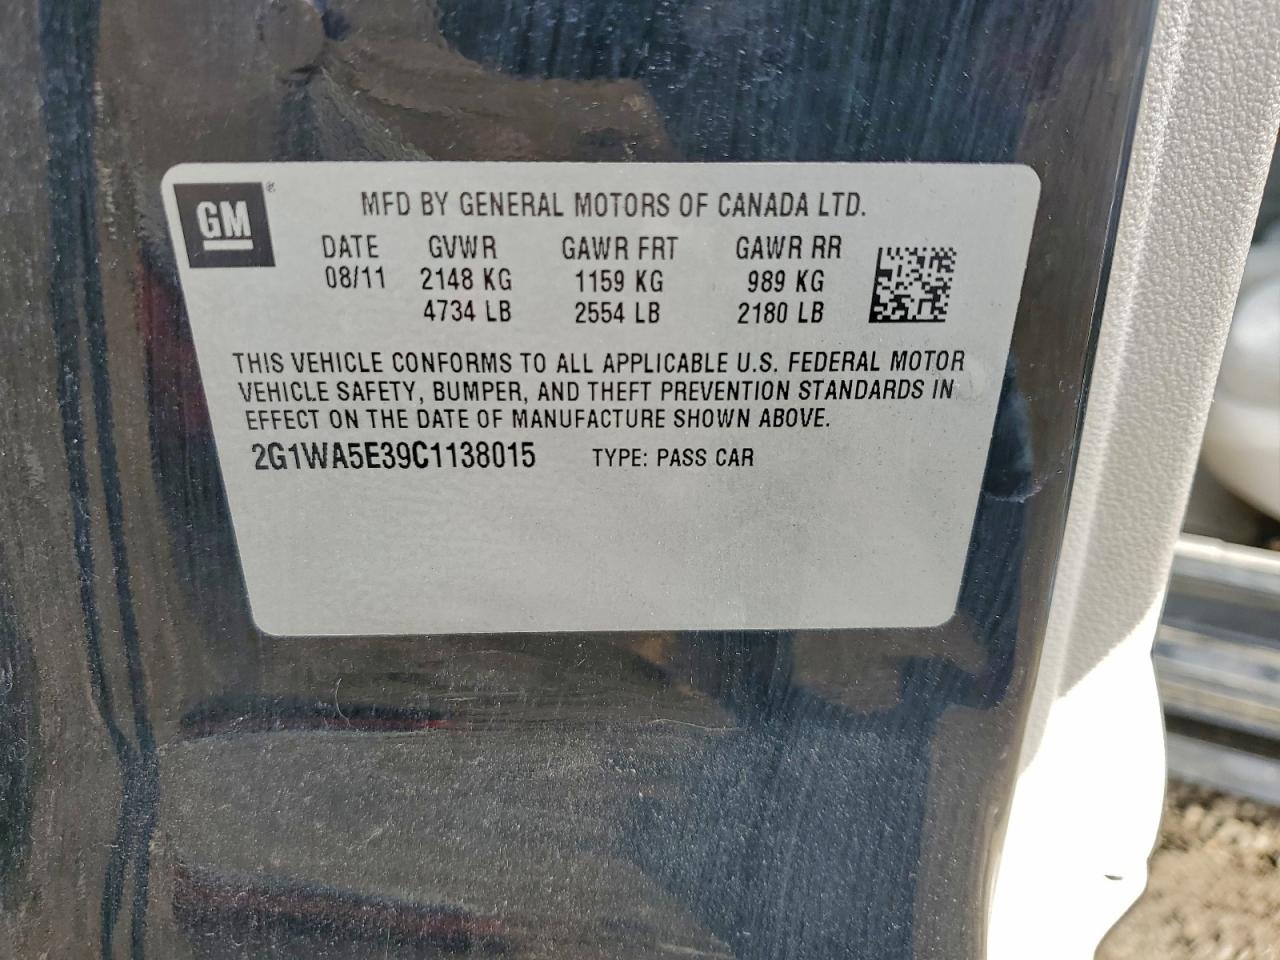 GM ®
MFD BY GENERAL MOTORS OF CANADA LTD.
DATE GVWR GAWR FRT GAWR RR
08/11 2148 KG 1159 KG 989 KG
4734 LB 2554 LB 2180 LB
THIS VEHICLE CONFORMS TO ALL APPLICABLE U.S. FEDERAL MOTOR
VEHICLE SAFETY, BUMPER, AND THEFT PREVENTION STANDARDS IN
EFFECT ON THE DATE OF MANUFACTURE SHOWN ABOVE.
2G1WA5E39C1138015 TYPE: PASS CAR